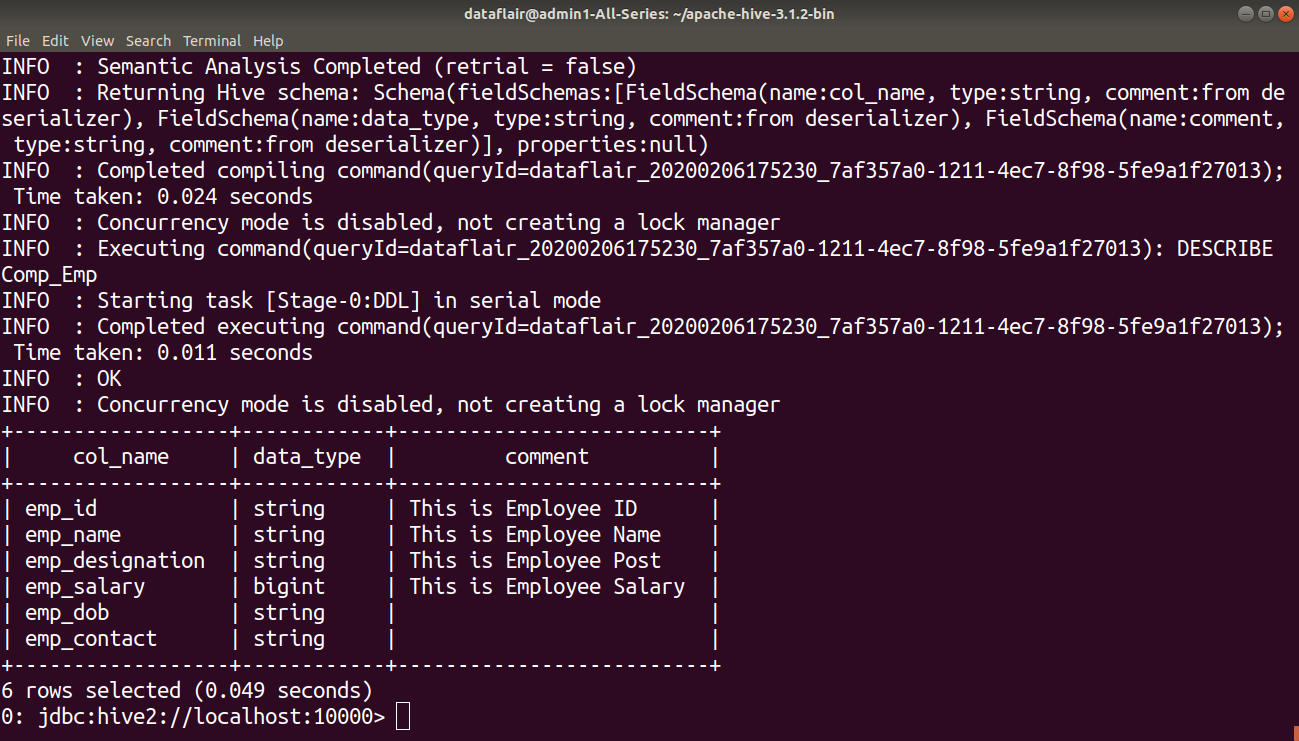 dataflair@admin1-All-Series: ~/apache-hive-3.1.2-bin
File Edit View Search Terminal Help
INFO  : Semantic Analysis Completed (retrial = false)
INFO  : Returning Hive schema: Schema(fieldSchemas:[FieldSchema(name:col_name, type:string, comment:from de
serializer), FieldSchema(name:data_type, type:string, comment:from deserializer), FieldSchema(name:comment,
 type:string, comment:from deserializer)], properties:null)
INFO  : Completed compiling command(queryId=dataflair_20200206175230_7af357a0-1211-4ec7-8f98-5fe9a1f27013);
 Time taken: 0.024 seconds
INFO  : Concurrency mode is disabled, not creating a lock manager
INFO  : Executing command(queryId=dataflair_20200206175230_7af357a0-1211-4ec7-8f98-5fe9a1f27013): DESCRIBE
Comp_Emp
INFO  : Starting task [Stage-0:DDL] in serial mode
INFO  : Completed executing command(queryId=dataflair_20200206175230_7af357a0-1211-4ec7-8f98-5fe9a1f27013);
 Time taken: 0.011 seconds
INFO  : OK
INFO  : Concurrency mode is disabled, not creating a lock manager
+------------------+------------+--------------------------+
|     col_name     | data_type  |         comment          |
+------------------+------------+--------------------------+
| emp_id           | string     | This is Employee ID      |
| emp_name         | string     | This is Employee Name    |
| emp_designation  | string     | This is Employee Post    |
| emp_salary       | bigint     | This is Employee Salary  |
| emp_dob          | string     |                          |
| emp_contact      | string     |                          |
+------------------+------------+--------------------------+
6 rows selected (0.049 seconds)
0: jdbc:hive2://localhost:10000>